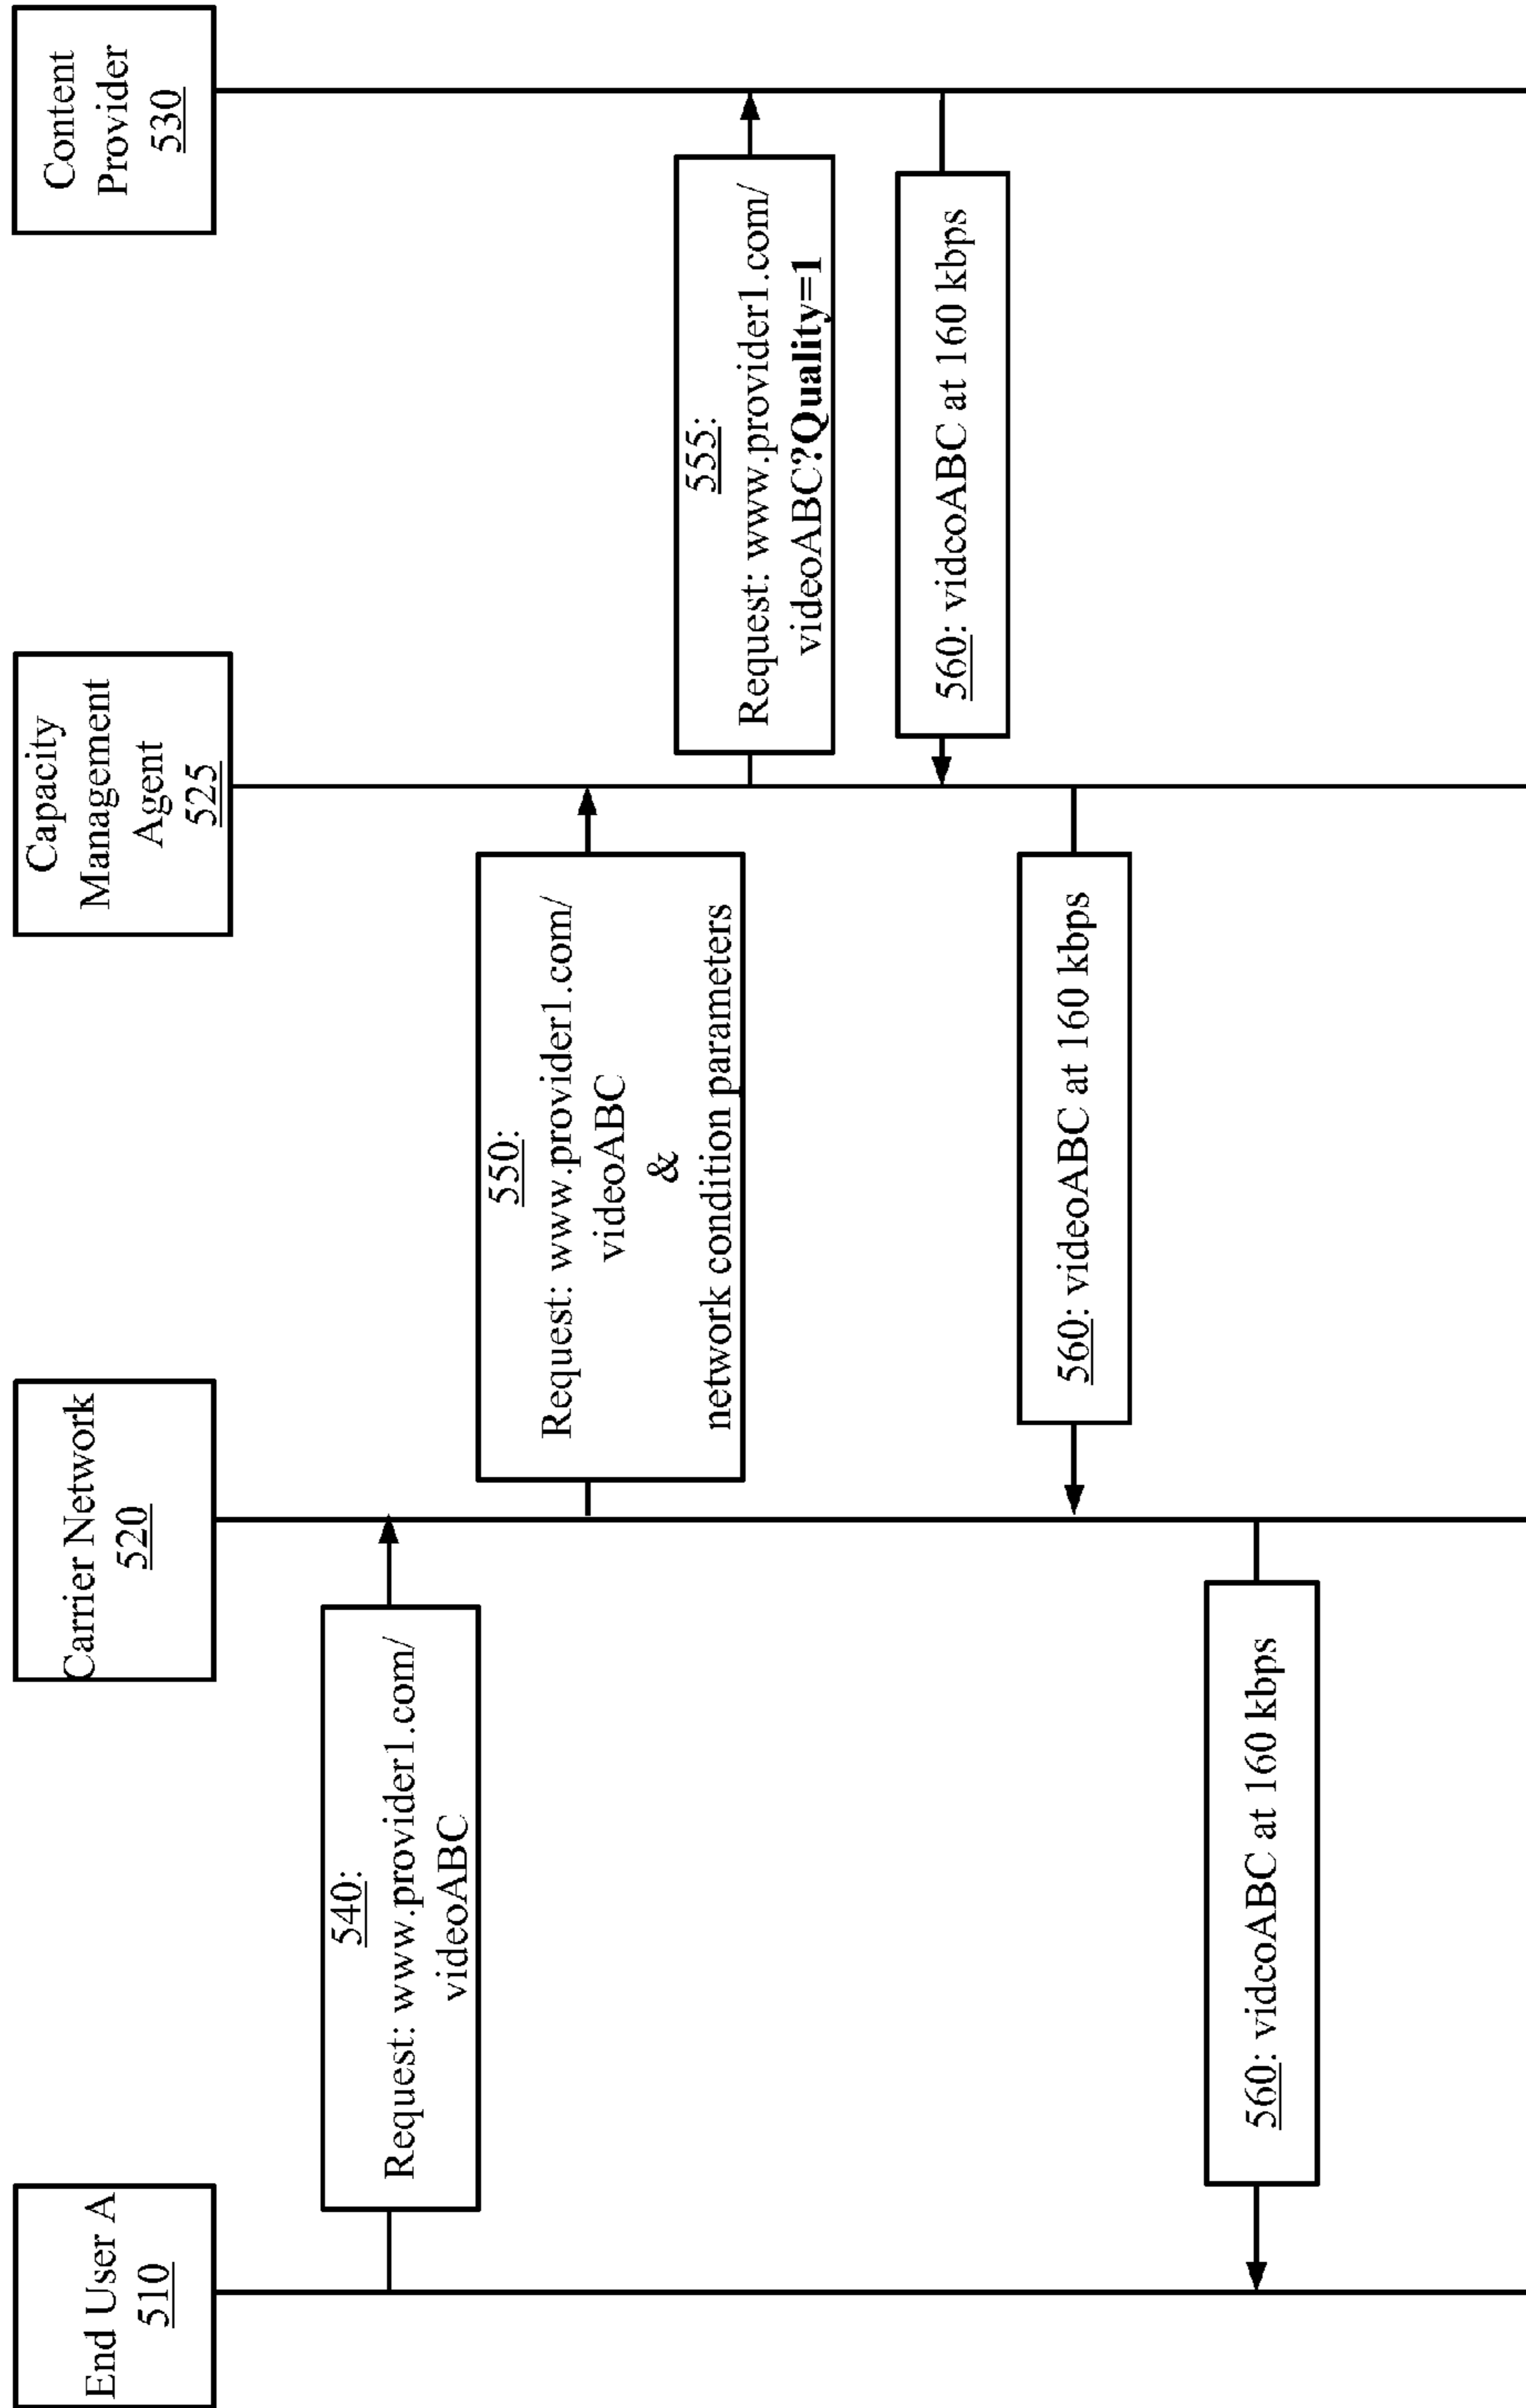 End User A
510
Carrier Network
520
Capacity
Management
Agent
525
Content
Provider
530
540:
Request: www.provider1.com/
videoABC
550:
Request: www.provider1.com/
videoABC
&
network condition parameters
555:
Request: www.provider1.com/
videoABC?Quality=1
560: videoABC at 160 kbps
560: videoABC at 160 kbps
560: videoABC at 160 kbps